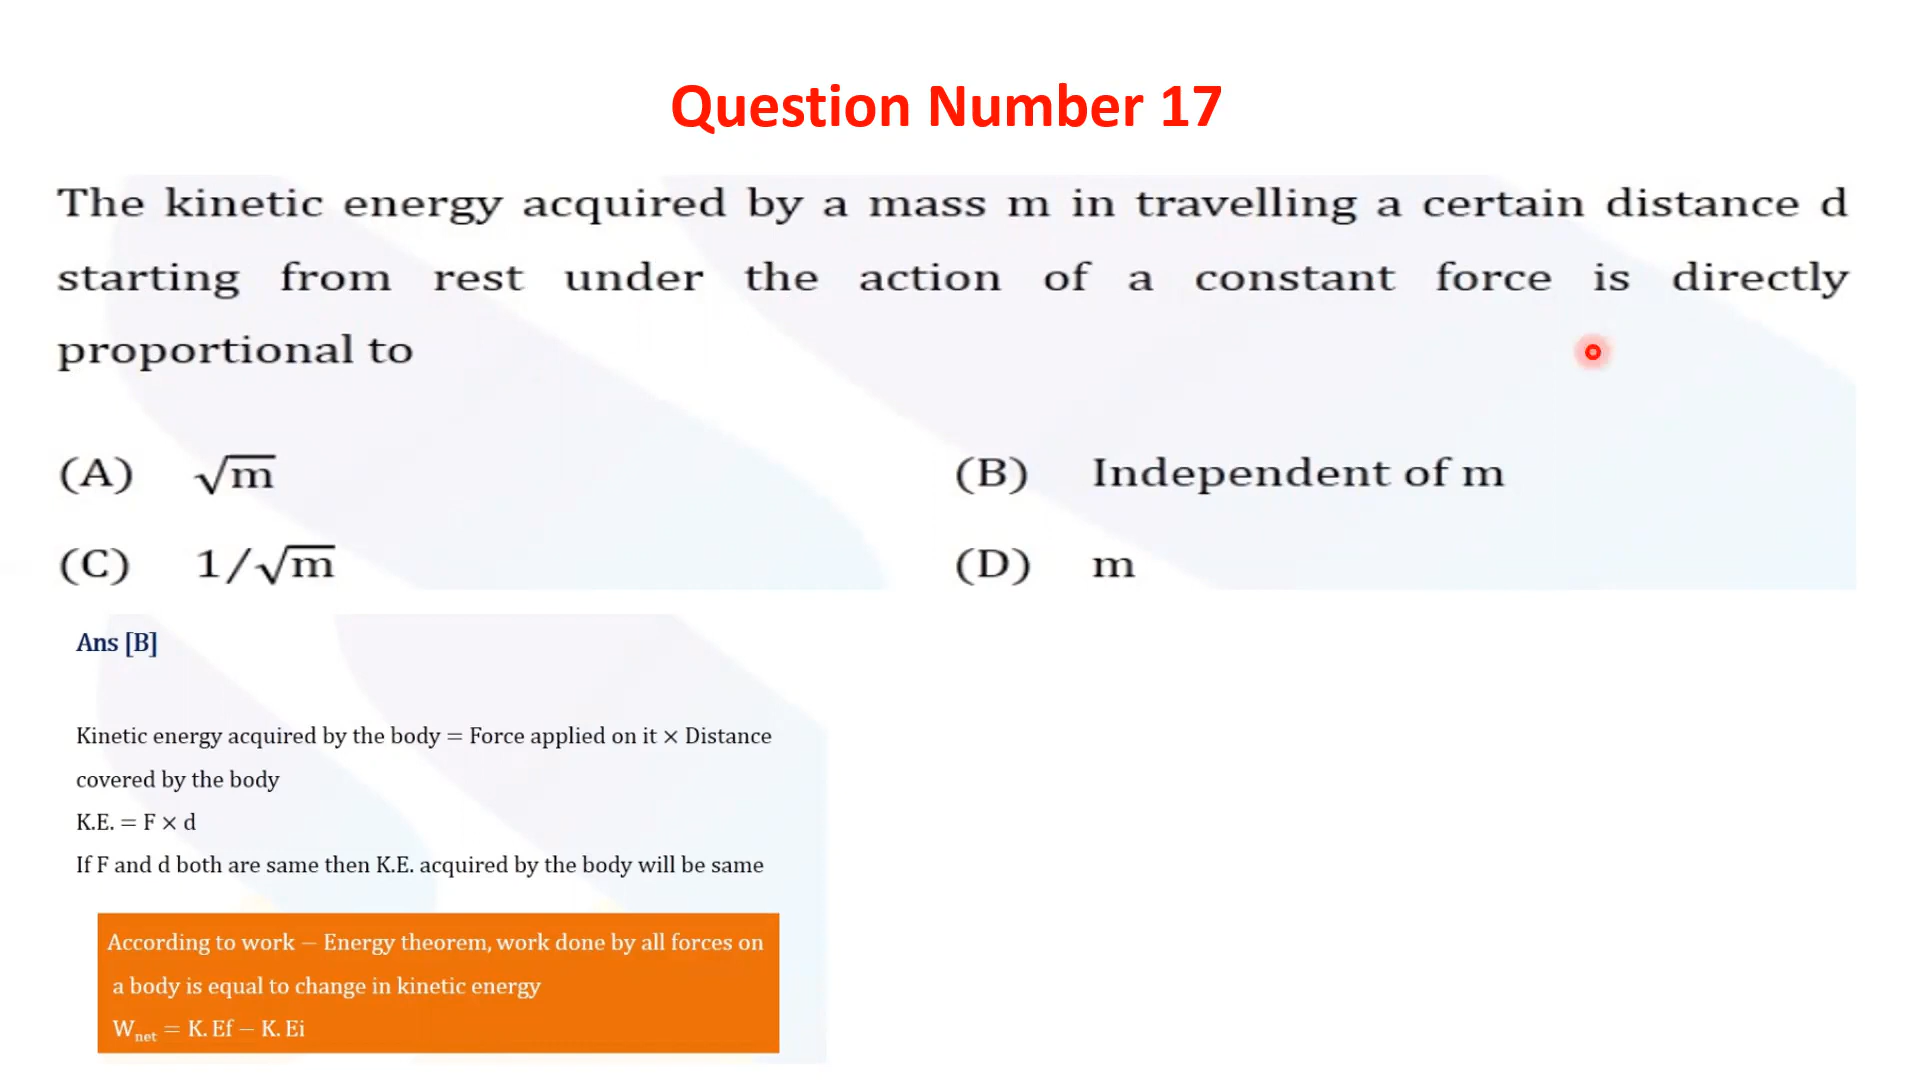 Question Number 17
The kinetic energy acquired by a mass m in travelling a certain distance d
starting from rest under the action of a constant force is directly
proportional to
(A) √m (B) Independent of m
(C) 1/√m (D) m
Ans [B]
Kinetic energy acquired by the body = Force applied on it × Distance
covered by the body
K.E. = F × d
If F and d both are same then K.E. acquired by the body will be same
According to work − Energy theorem, work done by all forces on
a body is equal to change in kinetic energy
Wnet = K. Ef − K. Ei